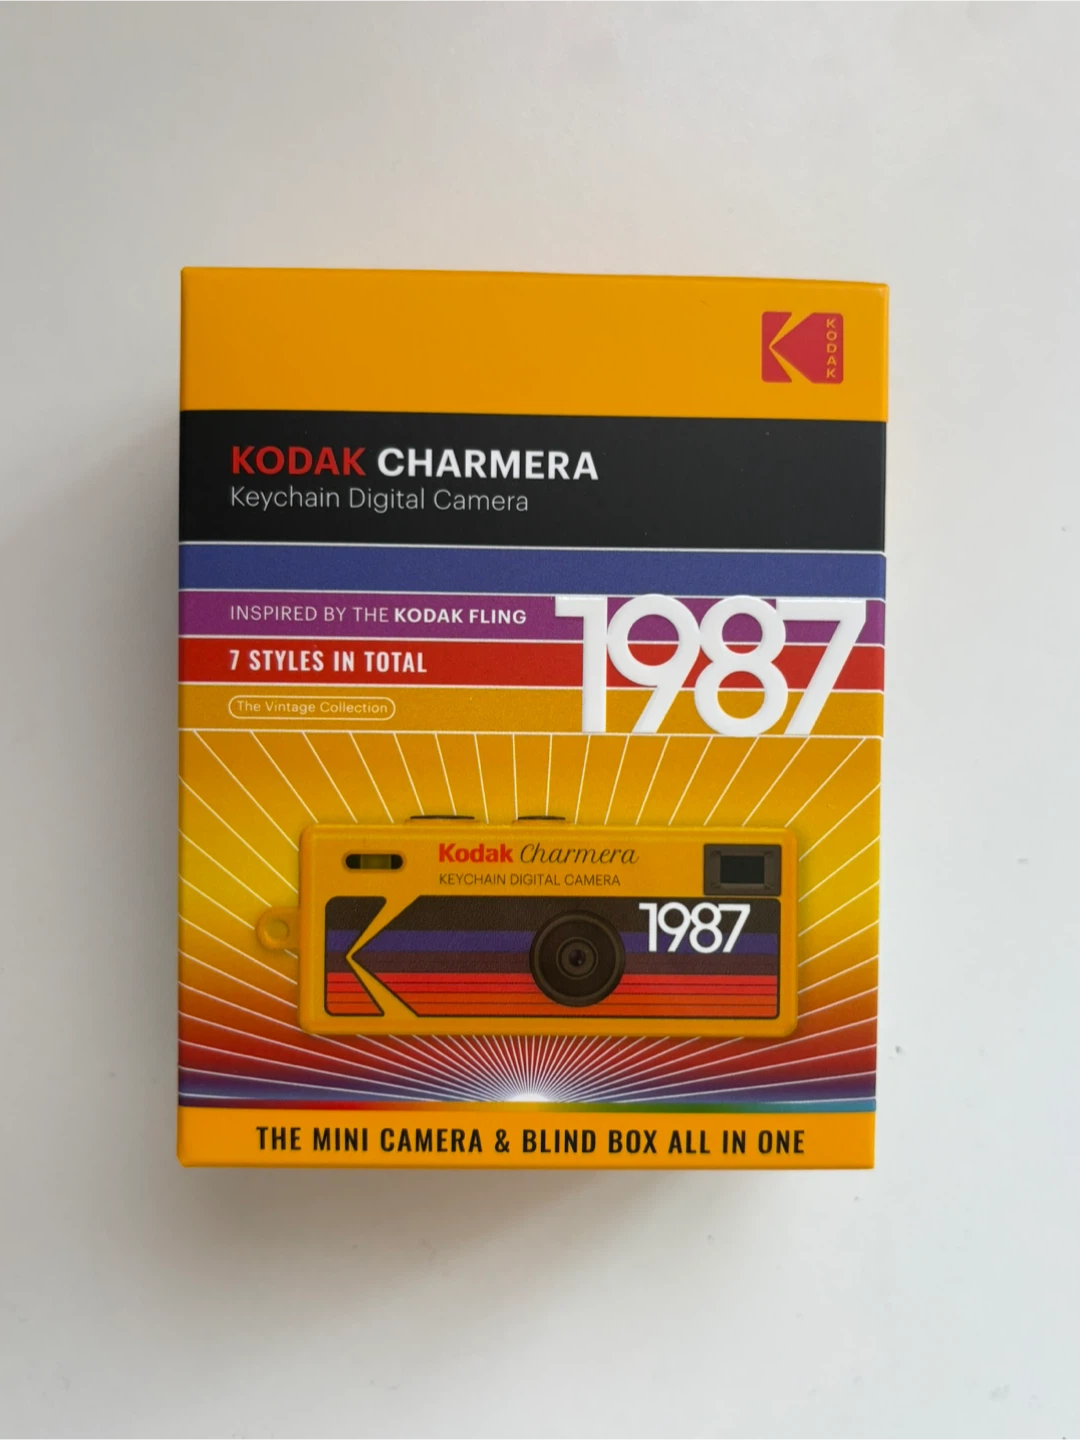 KODAK
KODAK CHARMERA
Keychain Digital Camera
INSPIRED BY THE KODAK FLING
1987
7 STYLES IN TOTAL
The Vintage Collection
Kodak Charmera
KEYCHAIN DIGITAL CAMERA
1987
THE MINI CAMERA & BLIND BOX ALL IN ONE